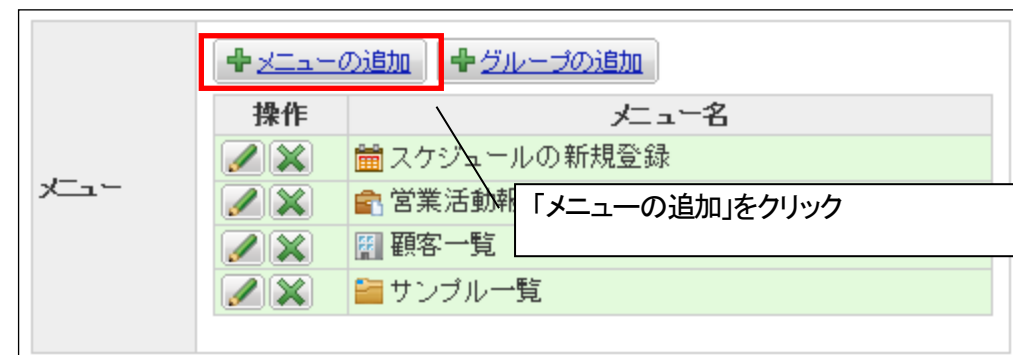 メニューの追加 グループの追加
操作 メニュー名
スケジュールの新規登録
メニュー
営業活動報
「メニューの追加」をクリック
顧客一覧
サンプル一覧